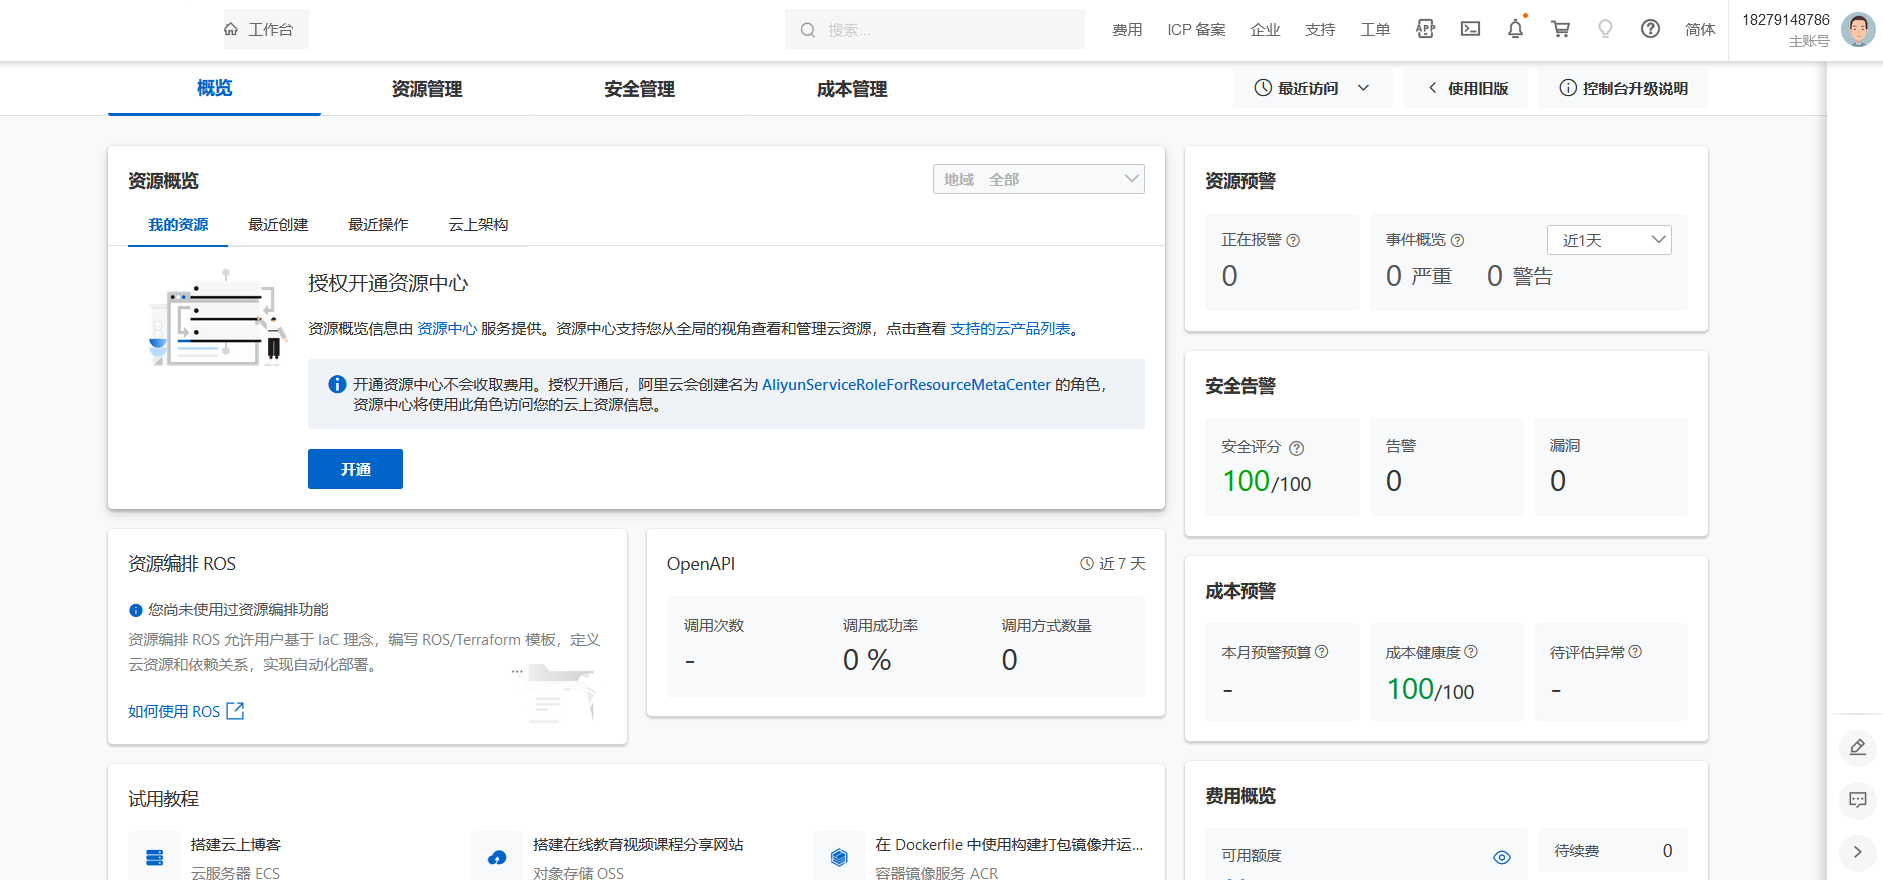 工作台
搜索...
费用
ICP 备案
企业
支持
工单
简体
18279148786
主账号
概览
资源管理
安全管理
成本管理
最近访问
使用旧版
控制台升级说明
资源概览
地域 全部
我的资源
最近创建
最近操作
云上架构
授权开通资源中心
资源概览信息由 资源中心 服务提供。资源中心支持您从全局的视角查看和管理云资源，点击查看 支持的云产品列表。
开通资源中心不会收取费用。授权开通后，阿里云会创建名为 AliyunServiceRoleForResourceMetaCenter 的角色，
资源中心将使用此角色访问您的云上资源信息。
开通
资源预警
正在报警
0
事件概览
近1天
0 严重
0 警告
安全告警
安全评分
100/100
告警
0
漏洞
0
资源编排 ROS
您尚未使用过资源编排功能
资源编排 ROS 允许用户基于 IaC 理念，编写 ROS/Terraform 模板，定义
云资源和依赖关系，实现自动化部署。
如何使用 ROS
OpenAPI
近 7 天
调用次数
-
调用成功率
0 %
调用方式数量
0
成本预警
本月预警预算
-
成本健康度
100/100
待评估异常
-
试用教程
搭建云上博客
云服务器 ECS
搭建在线教育视频课程分享网站
对象存储 OSS
在 Dockerfile 中使用构建打包镜像并运...
容器镜像服务 ACR
费用概览
可用额度
待续费
0